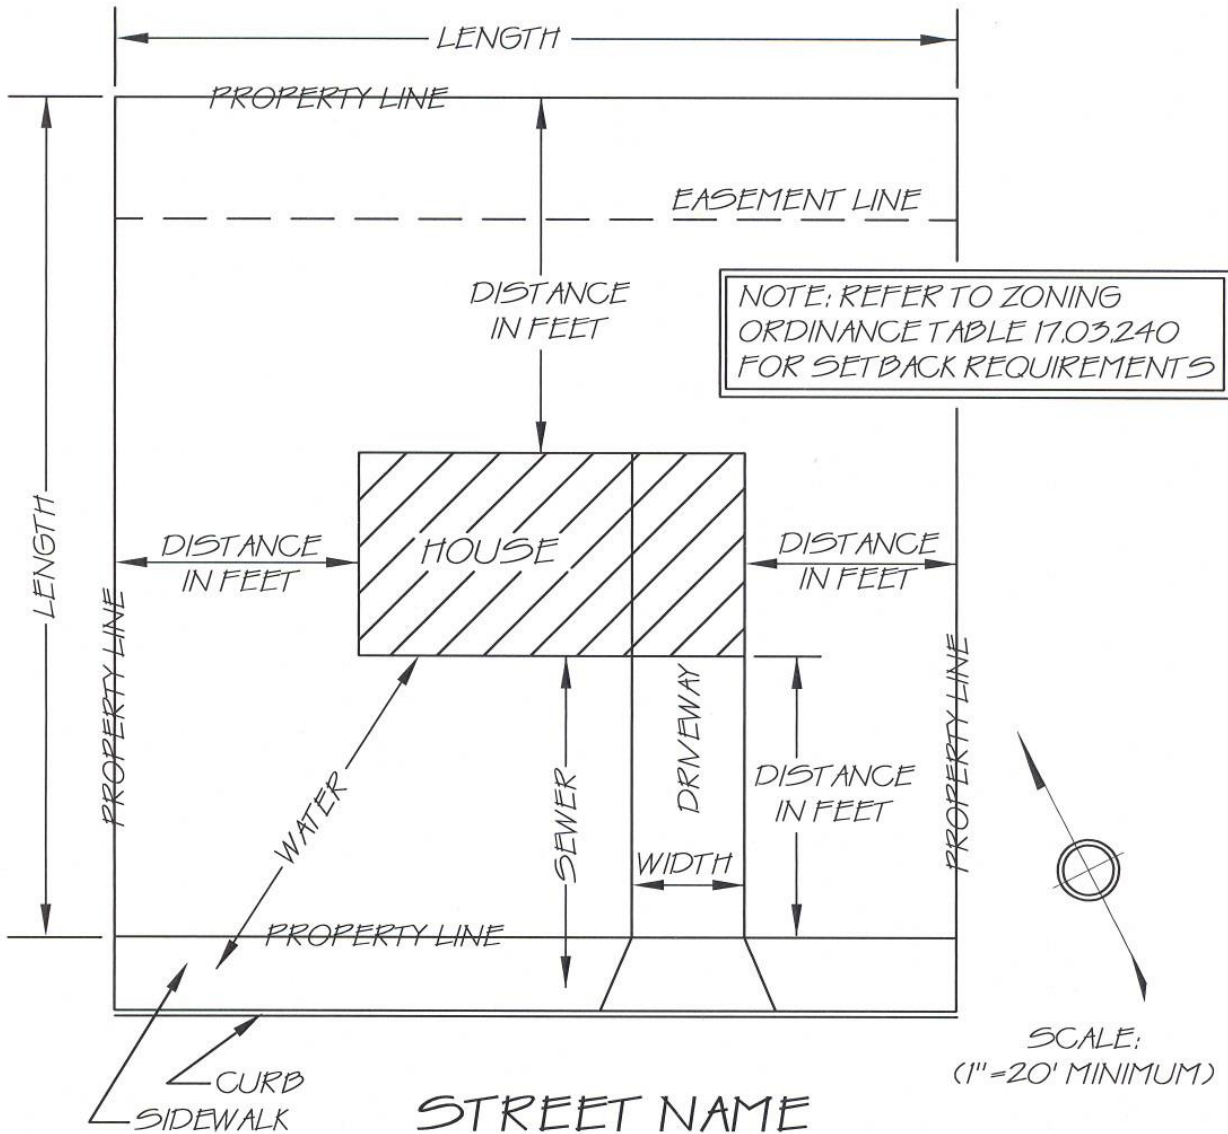 LENGTH
PROPERTY LINE
EASEMENT LINE
DISTANCE
IN FEET
NOTE: REFER TO ZONING
ORDINANCE TABLE 17.03.240
FOR SETBACK REQUIREMENTS
LENGTH
DISTANCE
IN FEET
HOUSE
DISTANCE
IN FEET
PROPERTY LINE
WATER
SEWER
DRIVEWAY
WIDTH
DISTANCE
IN FEET
PROPERTY LINE
PROPERTY LINE
CURB
SIDEWALK
STREET NAME
SCALE:
(1"=20' MINIMUM)